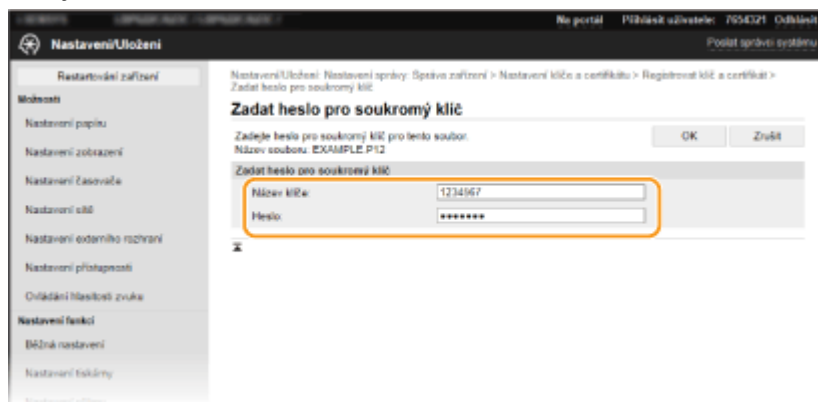 Na portál Přihlásit uživatele: 7654321 Odhlásit
Nastavení/Uložení
Poslat správci systému
Restartování zařízení
Možnosti
Nastavení papíru
Nastavení zobrazení
Nastavení časovače
Nastavení sítě
Nastavení externího rozhraní
Nastavení přístupnosti
Ovládání hlasitosti zvuku
Nastavení funkcí
Běžná nastavení
Nastavení tiskárny
Nastavení/Uložení: Nastavení správy: Správa zařízení > Nastavení klíče a certifikátu > Registrovat klíč a certifikát >
Zadat heslo pro soukromý klíč
Zadat heslo pro soukromý klíč
Zadejte heslo pro soukromý klíč pro tento soubor.
Název souboru: EXAMPLE.P12
OK Zrušit
Zadat heslo pro soukromý klíč
Název klíče: 1234567
Heslo: •••••••